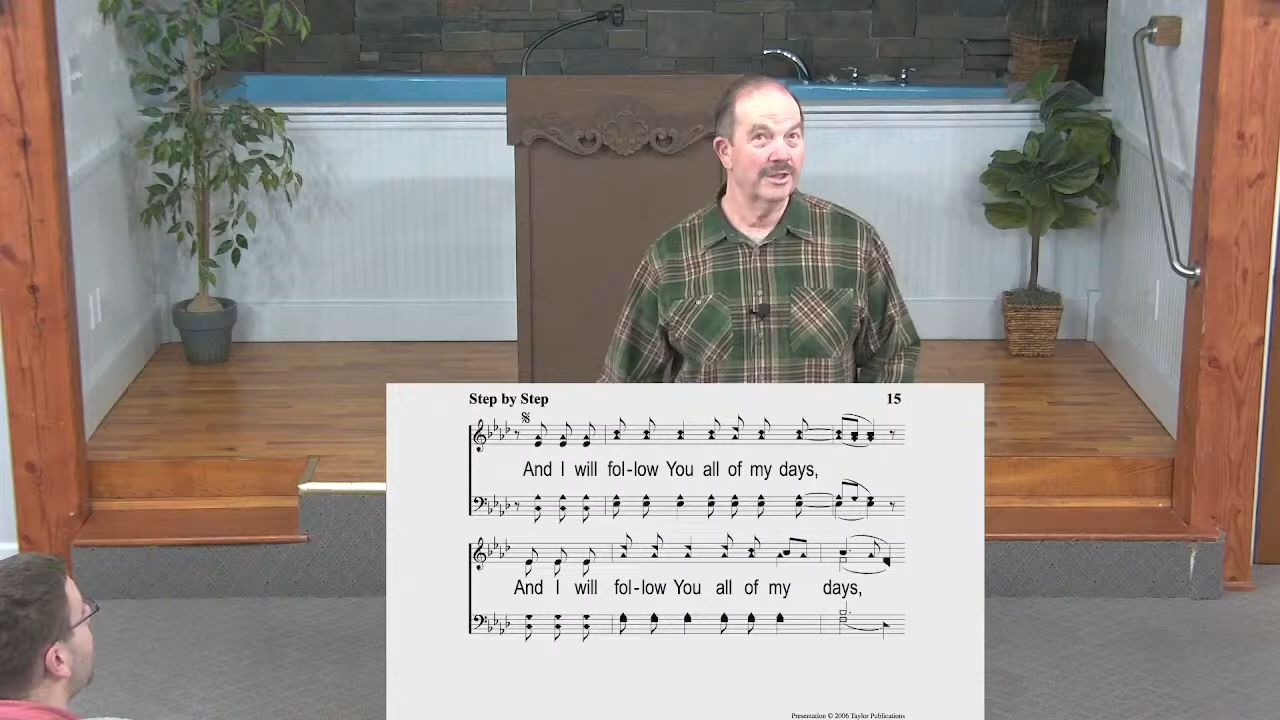 Step by Step 15
And I will fol-low You all of my days,
And I will fol-low You all of my days,
Presentation © 2006 Taylor Publications